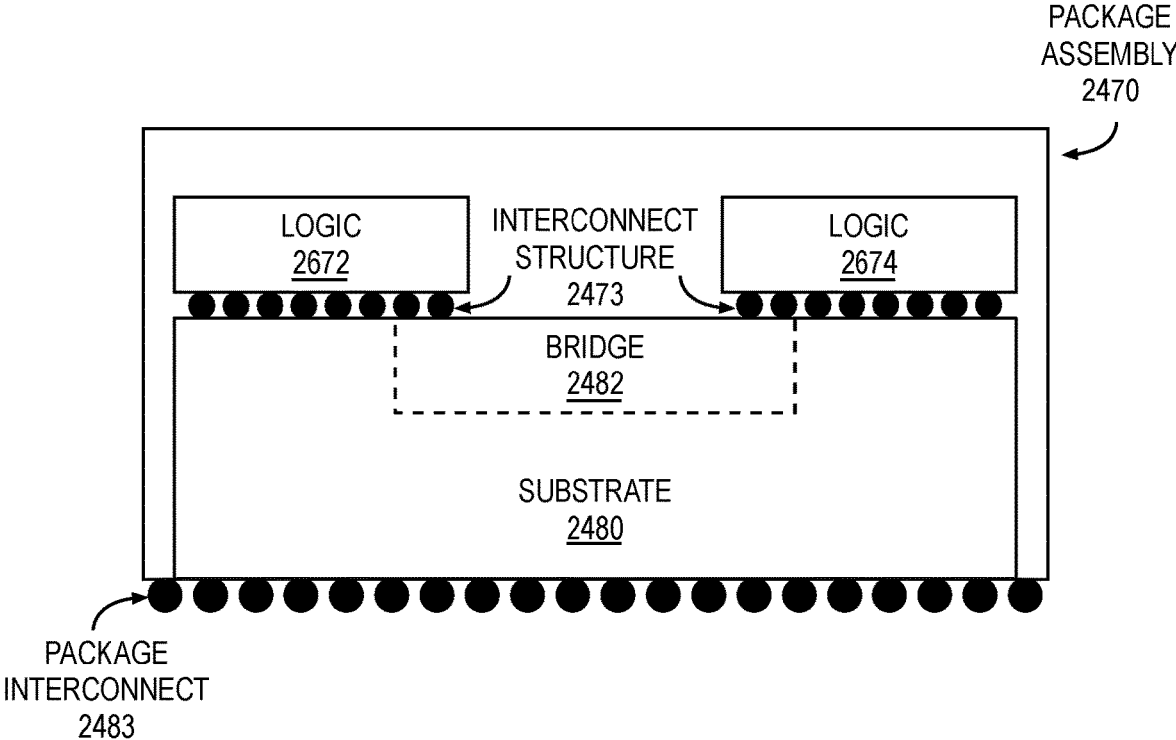 PACKAGE
ASSEMBLY
2470
LOGIC
2672
INTERCONNECT
STRUCTURE
2473
LOGIC
2674
BRIDGE
2482
SUBSTRATE
2480
PACKAGE
INTERCONNECT
2483